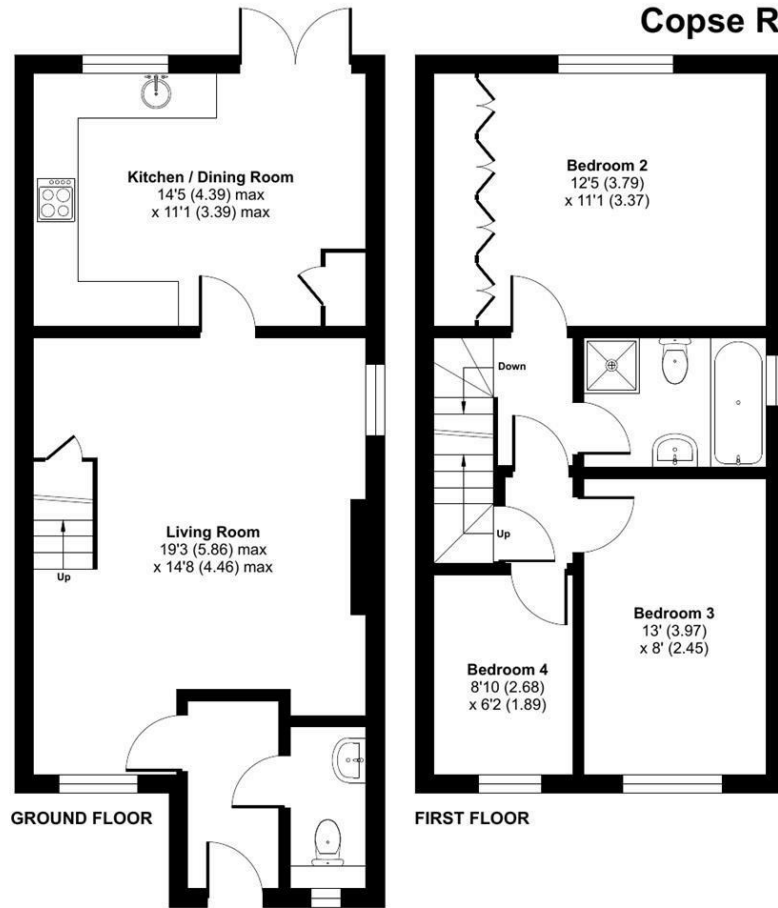 Copse R
Kitchen / Dining Room
14'5 (4.39) max
x 11'1 (3.39) max
Bedroom 2
12'5 (3.79)
x 11'1 (3.37)
Down
Living Room
19'3 (5.86) max
x 14'8 (4.46) max
Up
Up
Bedroom 3
13' (3.97)
x 8' (2.45)
Bedroom 4
8'10 (2.68)
x 6'2 (1.89)
GROUND FLOOR
FIRST FLOOR